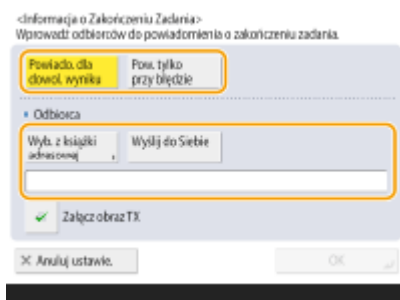 <Informacja o Zakończeniu Zadania>
Wprowadź odbiorców do powiadomienia o zakończeniu zadania.
Powiado. dla dowol. wyniku
Pow. tylko przy błędzie
Odbiorca
Wyb. z książki adresowej
Wyślij do Siebie
Załącz obraz TX
Anuluj ustawie.
OK